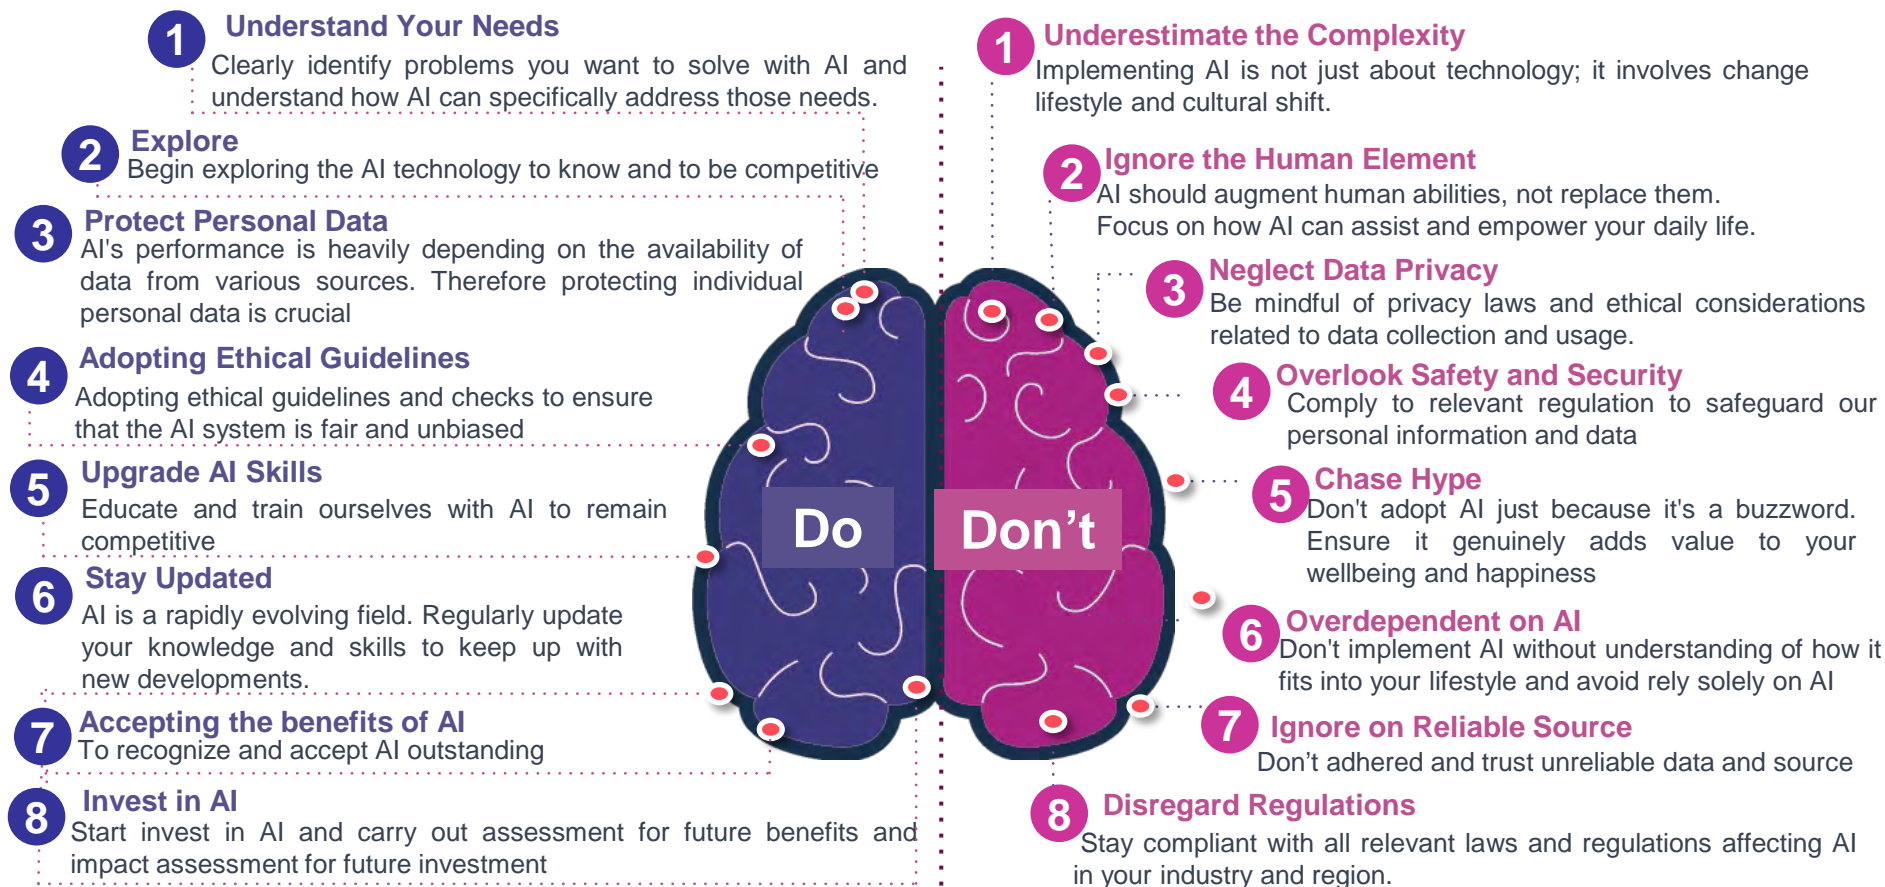 1
Understand Your Needs
Clearly identify problems you want to solve with AI and
understand how AI can specifically address those needs.
2
Explore
Begin exploring the AI technology to know and to be competitive
3
Protect Personal Data
AI's performance is heavily depending on the availability of
data from various sources. Therefore protecting individual
personal data is crucial
4
Adopting Ethical Guidelines
Adopting ethical guidelines and checks to ensure
that the AI system is fair and unbiased
5
Upgrade AI Skills
Educate and train ourselves with AI to remain
competitive
6
Stay Updated
AI is a rapidly evolving field. Regularly update
your knowledge and skills to keep up with
new developments.
7
Accepting the benefits of AI
To recognize and accept AI outstanding
8
Invest in AI
Start invest in AI and carry out assessment for future benefits and
impact assessment for future investment
Do
Don't
1
Underestimate the Complexity
Implementing AI is not just about technology; it involves change
lifestyle and cultural shift.
2
Ignore the Human Element
AI should augment human abilities, not replace them.
Focus on how AI can assist and empower your daily life.
3
Neglect Data Privacy
Be mindful of privacy laws and ethical considerations
related to data collection and usage.
4
Overlook Safety and Security
Comply to relevant regulation to safeguard our
personal information and data
5
Chase Hype
Don't adopt AI just because it's a buzzword.
Ensure it genuinely adds value to your
wellbeing and happiness
6
Overdependent on AI
Don't implement AI without understanding of how it
fits into your lifestyle and avoid rely solely on AI
7
Ignore on Reliable Source
Don't adhered and trust unreliable data and source
8
Disregard Regulations
Stay compliant with all relevant laws and regulations affecting AI
in your industry and region.